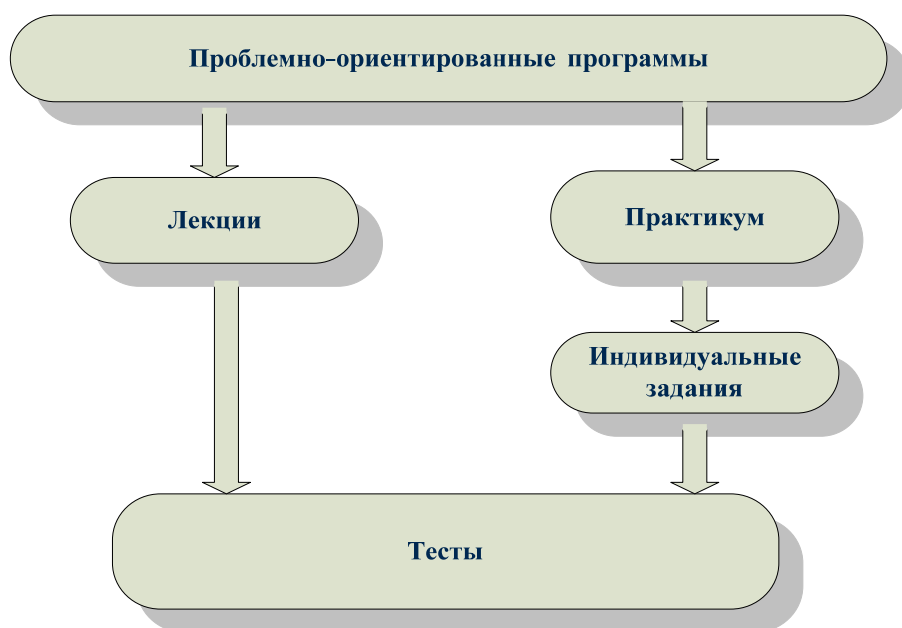 Проблемно-ориентированные программы
Лекции
Практикум
Индивидуальные
задания
Тесты